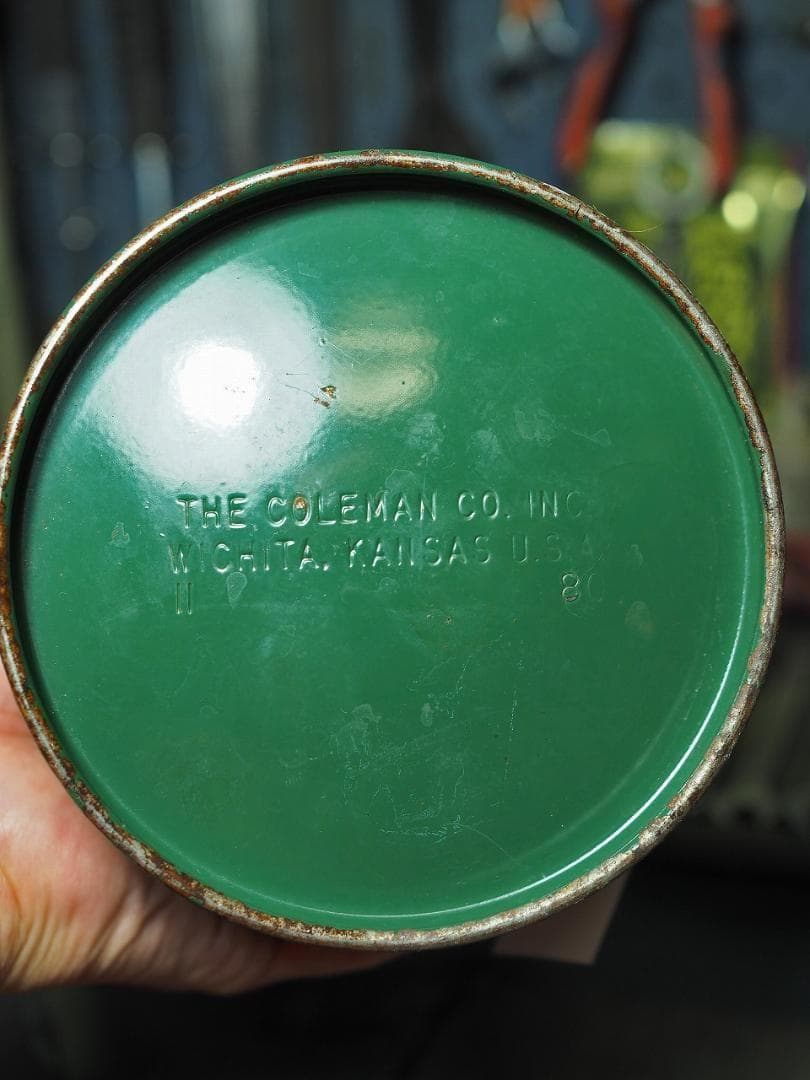 THE COLEMAN CO. INC
WICHITA, KANSAS U.S.A
11 80